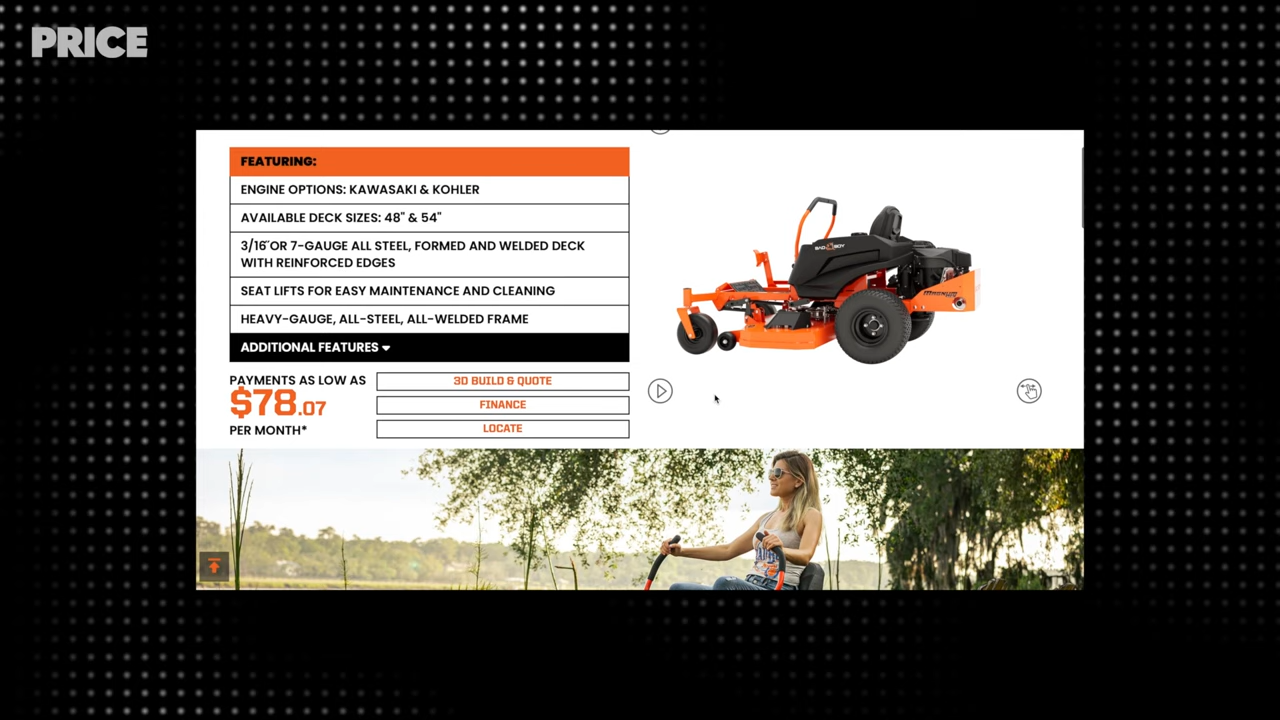 PRICE
FEATURING:
ENGINE OPTIONS: KAWASAKI & KOHLER
AVAILABLE DECK SIZES: 48" & 54"
3/16"OR 7-GAUGE ALL STEEL, FORMED AND WELDED DECK
WITH REINFORCED EDGES
SEAT LIFTS FOR EASY MAINTENANCE AND CLEANING
HEAVY-GAUGE, ALL-STEEL, ALL-WELDED FRAME
ADDITIONAL FEATURES
PAYMENTS AS LOW AS
$78.07
PER MONTH*
3D BUILD & QUOTE
FINANCE
LOCATE
BAD BOY